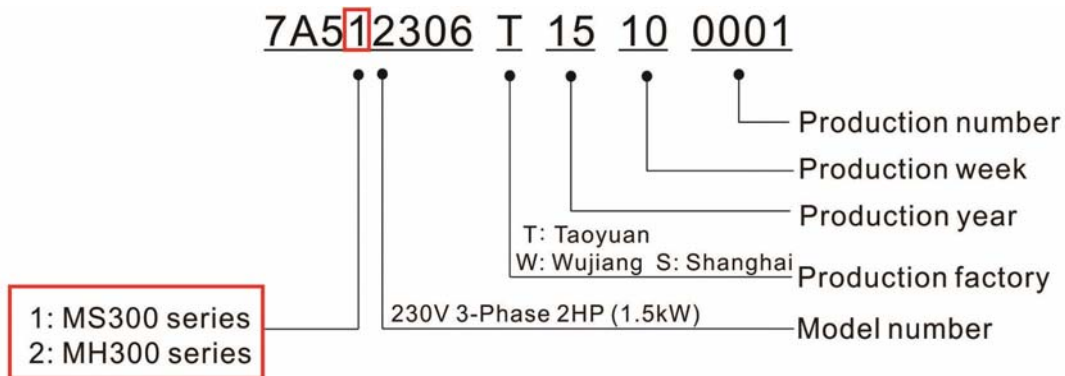 7A512306 T 15 10 0001
Production number
Production week
Production year
T: Taoyuan
W: Wujiang S: Shanghai
Production factory
1: MS300 series
2: MH300 series
230V 3-Phase 2HP (1.5kW)
Model number